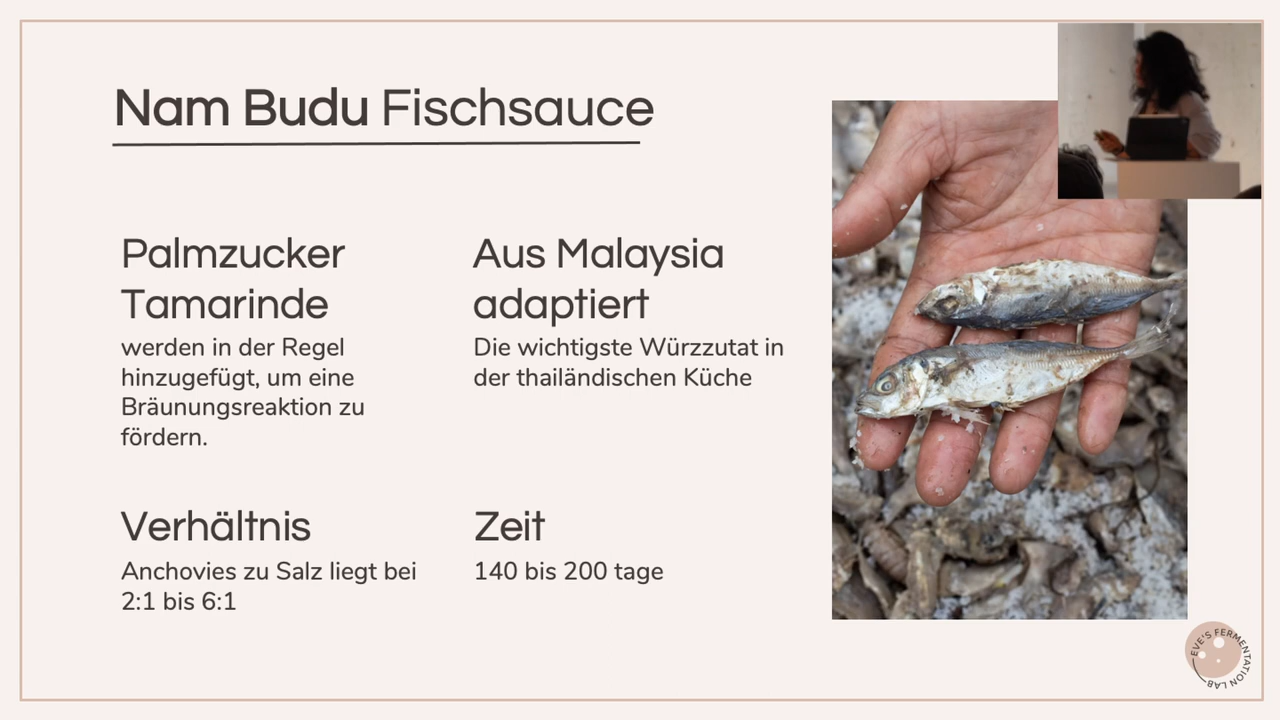 Nam Budu Fischsauce
Palmzucker
Tamarinde
werden in der Regel
hinzugefügt, um eine
Bräunungsreaktion zu
fördern.
Aus Malaysia
adaptiert
Die wichtigste Würzzutat in
der thailändischen Küche
Verhältnis
Anchovies zu Salz liegt bei
2:1 bis 6:1
Zeit
140 bis 200 tage
EVE'S FERMENTATION LAB